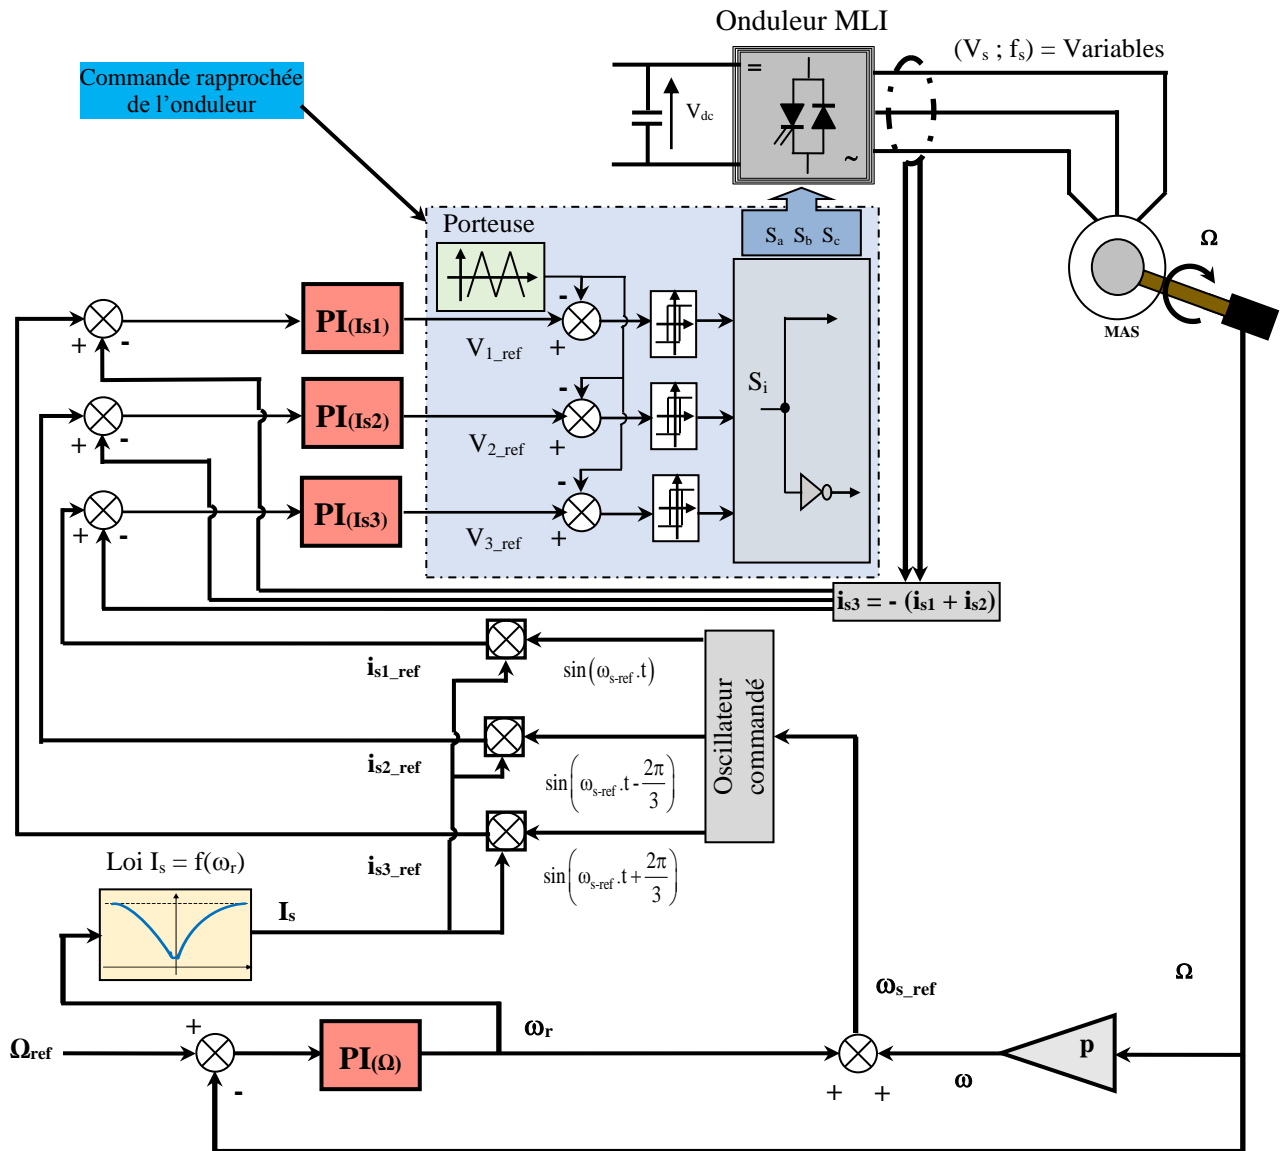 Onduleur MLI
(Vs ; fs) = Variables
Commande rapprochée
de l'onduleur
=
Vdc
~
Porteuse
Sa Sb Sc
Ω
MAS
PI(Is1)
V1_ref
+ -
- +
PI(Is2)
V2_ref
+ -
- +
Si
PI(Is3)
V3_ref
+ -
- +
is3 = - (is1 + is2)
is1_ref
sin(ωs-ref .t)
Oscillateur
commandé
is2_ref
sin(ωs-ref .t - 2π/3)
is3_ref
sin(ωs-ref .t + 2π/3)
Loi Is = f(ωr)
Is
Ω
ωs_ref
Ωref
+
-
PI(Ω)
ωr
+ +
ω
p